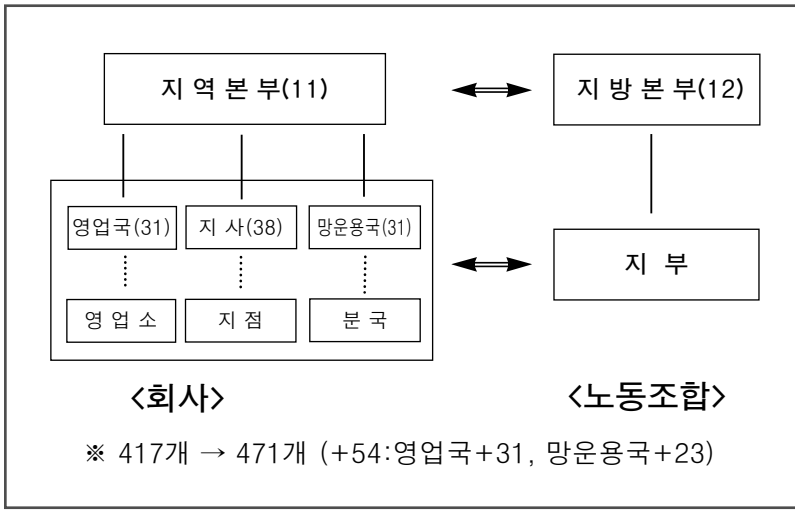 지 역 본 부(11) 지 방 본 부(12)
영업국(31) 지 사(38) 망운용국(31) 지 부
영 업 소 지 점 분 국
<회사> <노동조합>
※ 417개 → 471개 (+54:영업국+31, 망운용국+23)